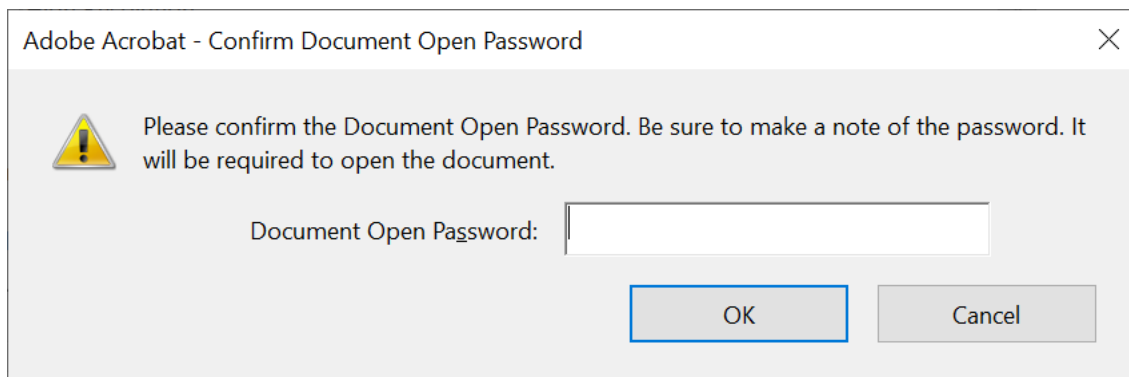 Adobe Acrobat - Confirm Document Open Password
Please confirm the Document Open Password. Be sure to make a note of the password. It
will be required to open the document.
Document Open Password:
OK Cancel